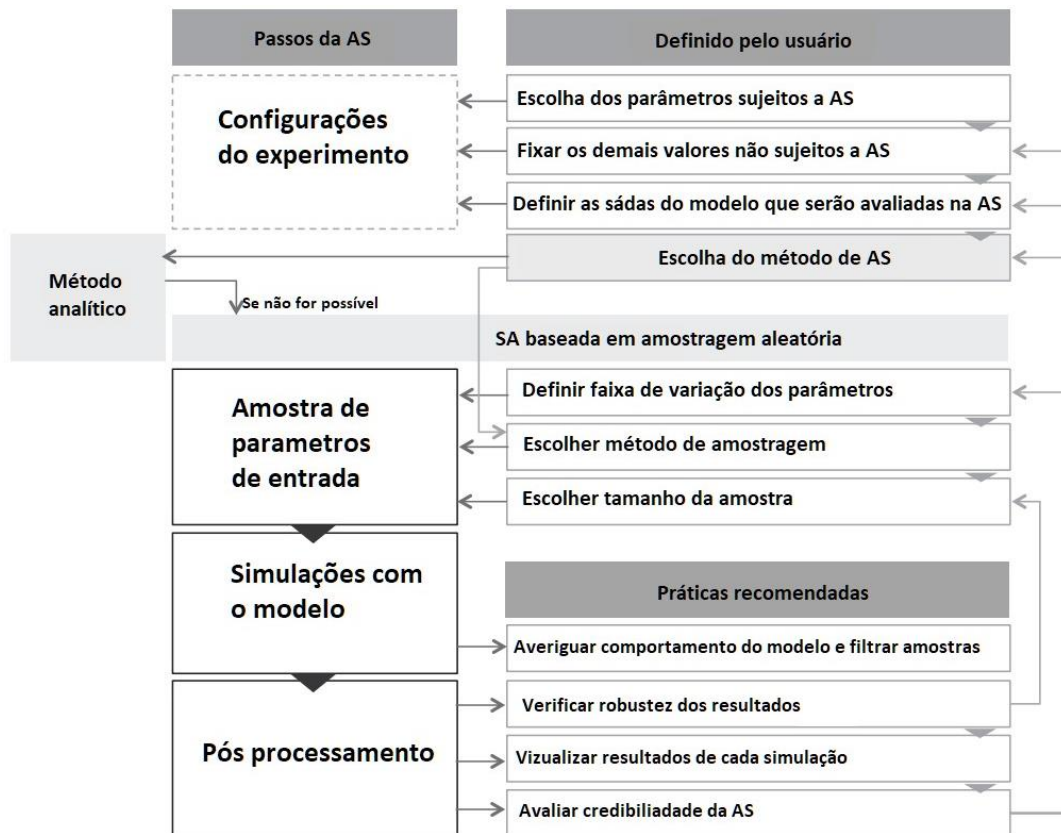 Passos da AS
Definido pelo usuário
Configurações
do experimento
Escolha dos parâmetros sujeitos a AS
Fixar os demais valores não sujeitos a AS
Definir as sádas do modelo que serão avaliadas na AS
Escolha do método de AS
Método
analítico
Se não for possível
SA baseada em amostragem aleatória
Amostra de
parametros
de entrada
Definir faixa de variação dos parâmetros
Escolher método de amostragem
Escolher tamanho da amostra
Simulações com
o modelo
Práticas recomendadas
Averiguar comportamento do modelo e filtrar amostras
Pós processamento
Verificar robustez dos resultados
Vizualizar resultados de cada simulação
Avaliar credibiliadade da AS